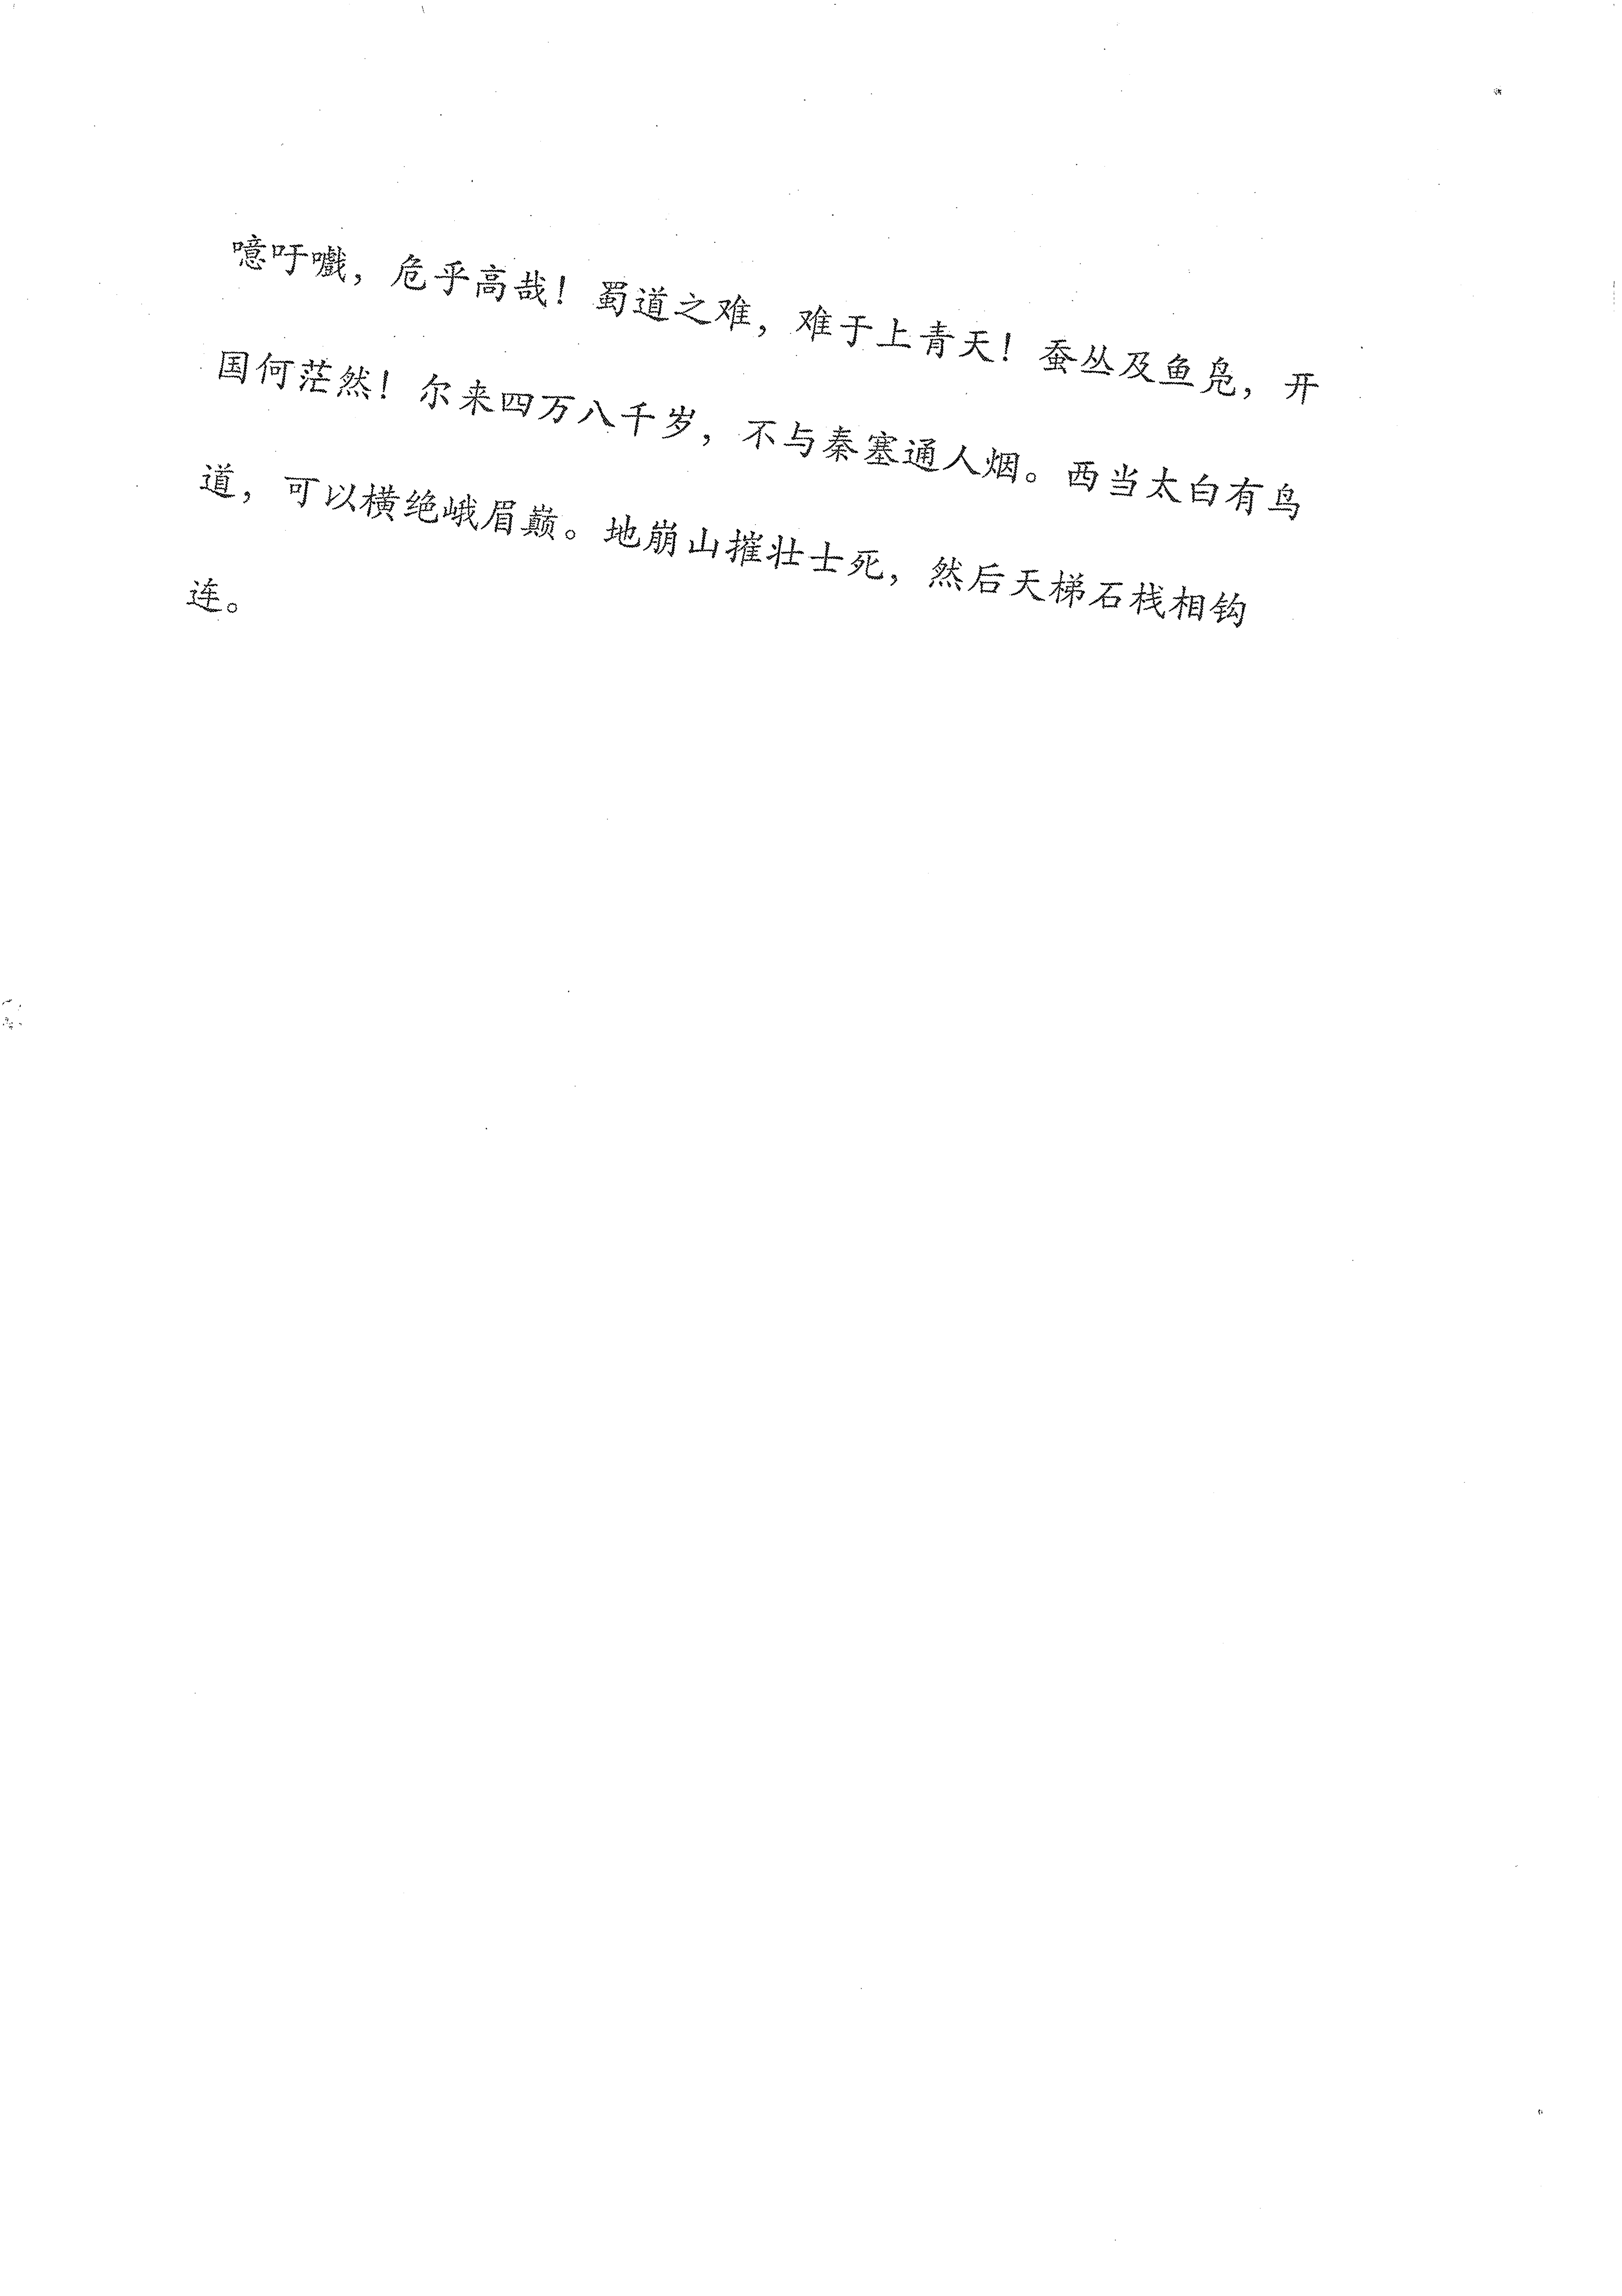 噫吁嚱，危乎高哉！蜀道之难，难于上青天！蚕丛及鱼凫，开
国何茫然！尔来四万八千岁，不与秦塞通人烟。西当太白有鸟
道，可以横绝峨眉巅。地崩山摧壮士死，然后天梯石栈相钩
连。